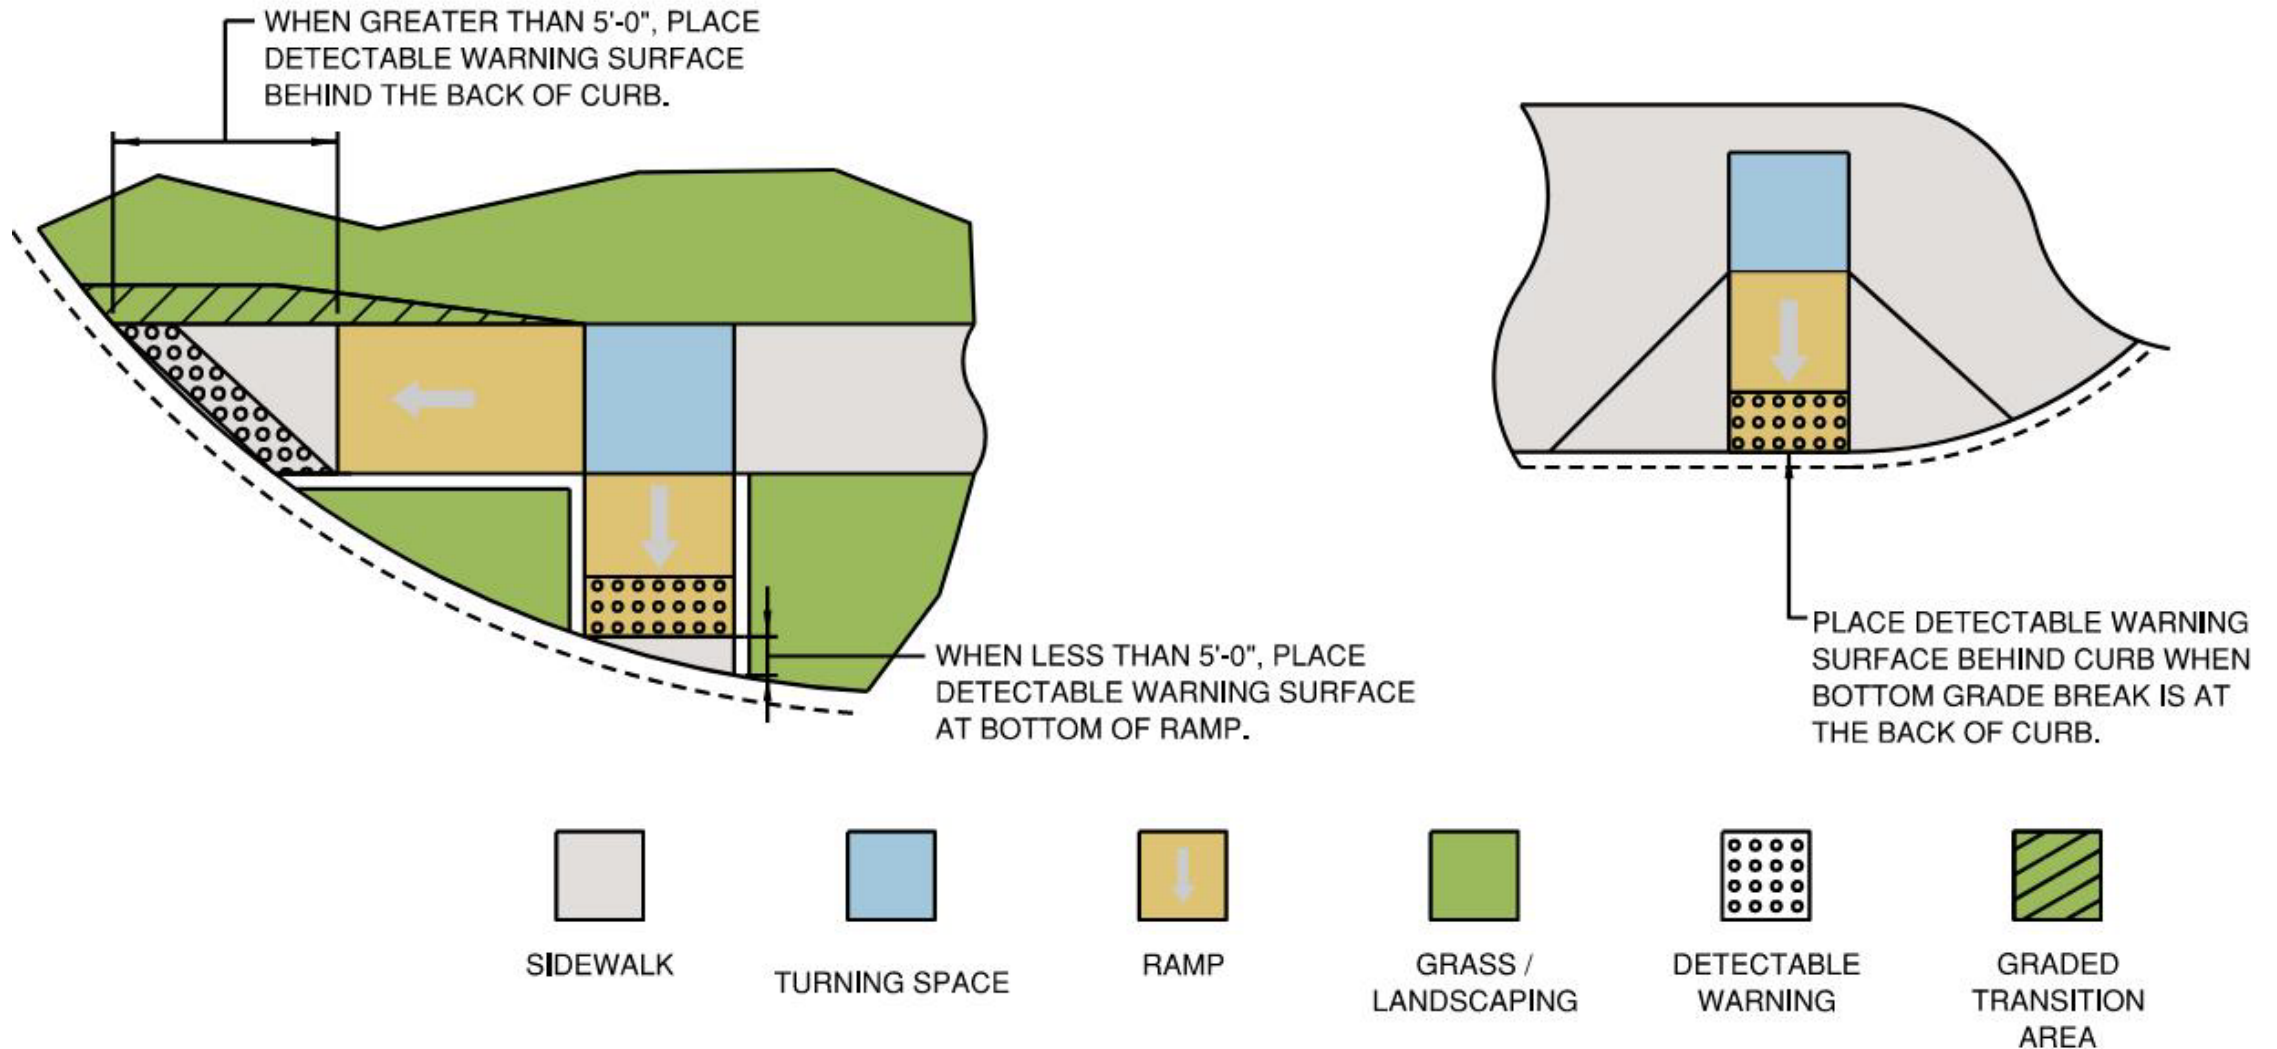 WHEN GREATER THAN 5'-0", PLACE
DETECTABLE WARNING SURFACE
BEHIND THE BACK OF CURB.
WHEN LESS THAN 5'-0", PLACE
DETECTABLE WARNING SURFACE
AT BOTTOM OF RAMP.
PLACE DETECTABLE WARNING
SURFACE BEHIND CURB WHEN
BOTTOM GRADE BREAK IS AT
THE BACK OF CURB.
SIDEWALK
TURNING SPACE
RAMP
GRASS /
LANDSCAPING
DETECTABLE
WARNING
GRADED
TRANSITION
AREA